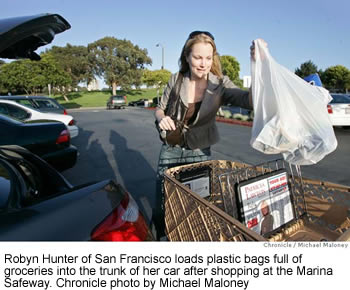 Chronicle / Michael Maloney
Robyn Hunter of San Francisco loads plastic bags full of
groceries into the trunk of her car after shopping at the Marina
Safeway. Chronicle photo by Michael Maloney